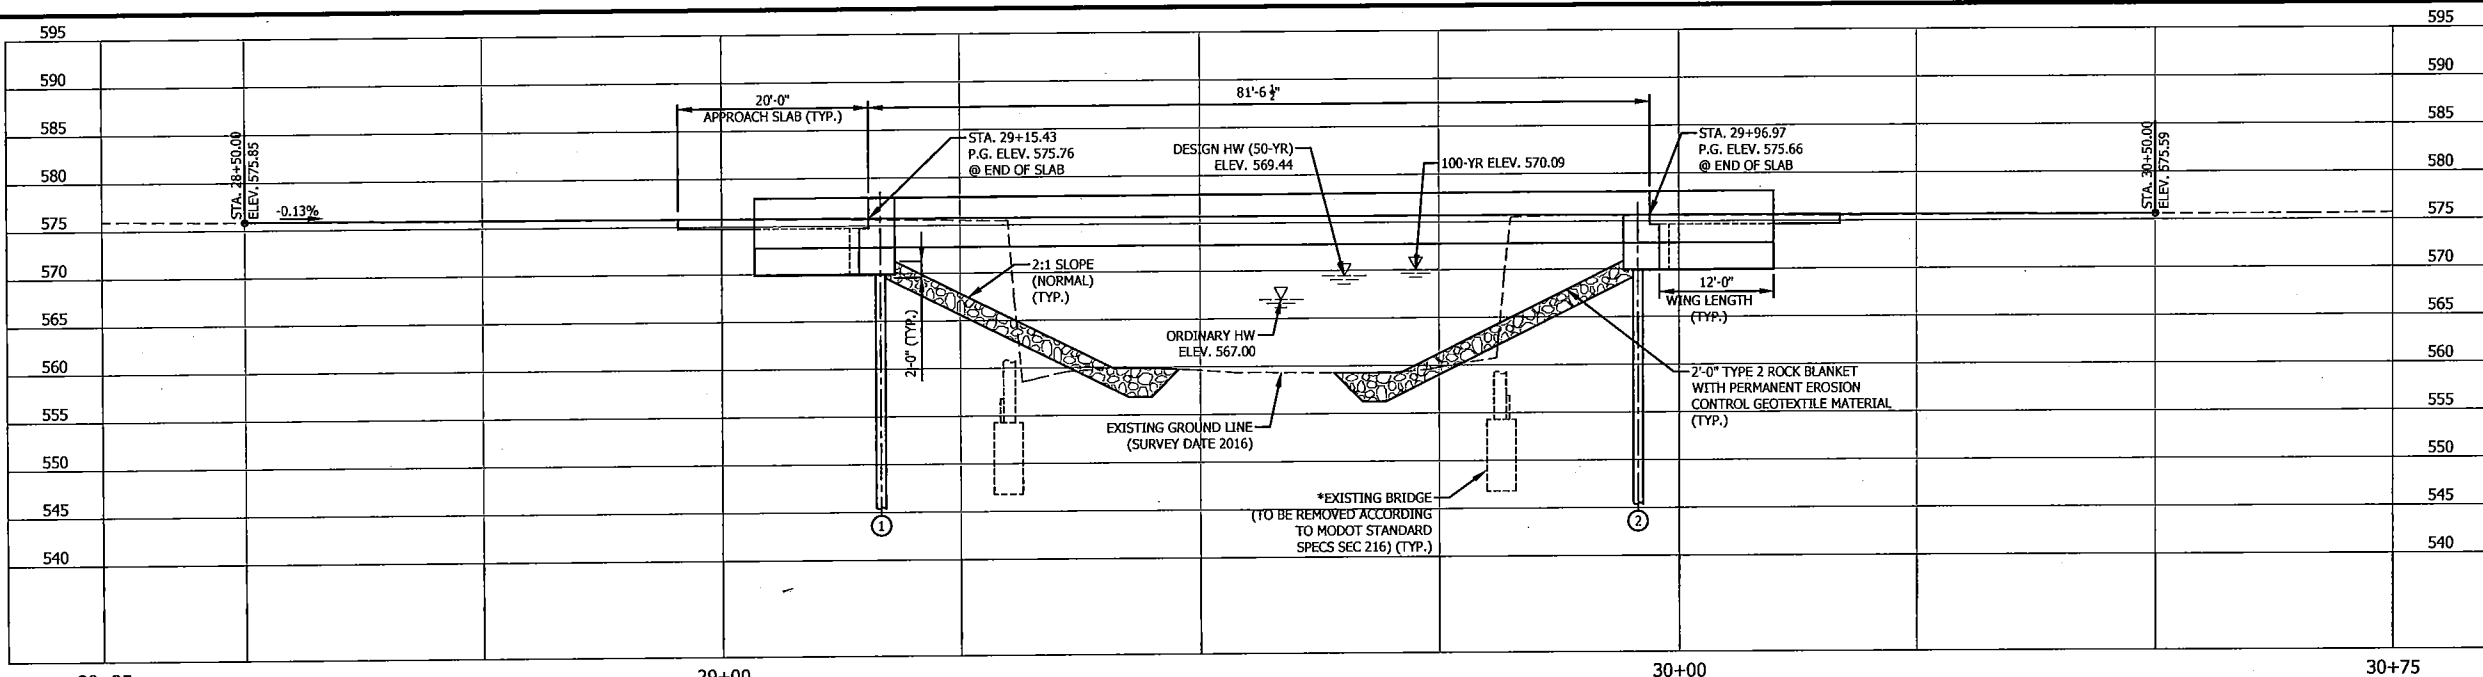 595
590
585
580
575
570
565
560
555
550
545
540
STA. 28+50.00
ELEV. 575.85
-0.13%
20'-0"
APPROACH SLAB (TYP.)
81'-6 1/2"
STA. 29+15.43
P.G. ELEV. 575.76
@ END OF SLAB
DESIGN HW (50-YR)
ELEV. 569.44
100-YR ELEV. 570.09
STA. 29+96.97
P.G. ELEV. 575.66
@ END OF SLAB
STA. 30+50.00
ELEV. 575.59
2:1 SLOPE
(NORMAL)
(TYP.)
2'-0" (TYP.)
ORDINARY HW
ELEV. 567.00
12'-0"
WING LENGTH
(TYP.)
2'-0" TYPE 2 ROCK BLANKET
WITH PERMANENT EROSION
CONTROL GEOTEXTILE MATERIAL
(TYP.)
EXISTING GROUND LINE
(SURVEY DATE 2016)
*EXISTING BRIDGE
(TO BE REMOVED ACCORDING
TO MODOT STANDARD
SPECS SEC 216) (TYP.)
1
2
595
590
585
580
575
570
565
560
555
550
545
540
29+00
30+00
30+75